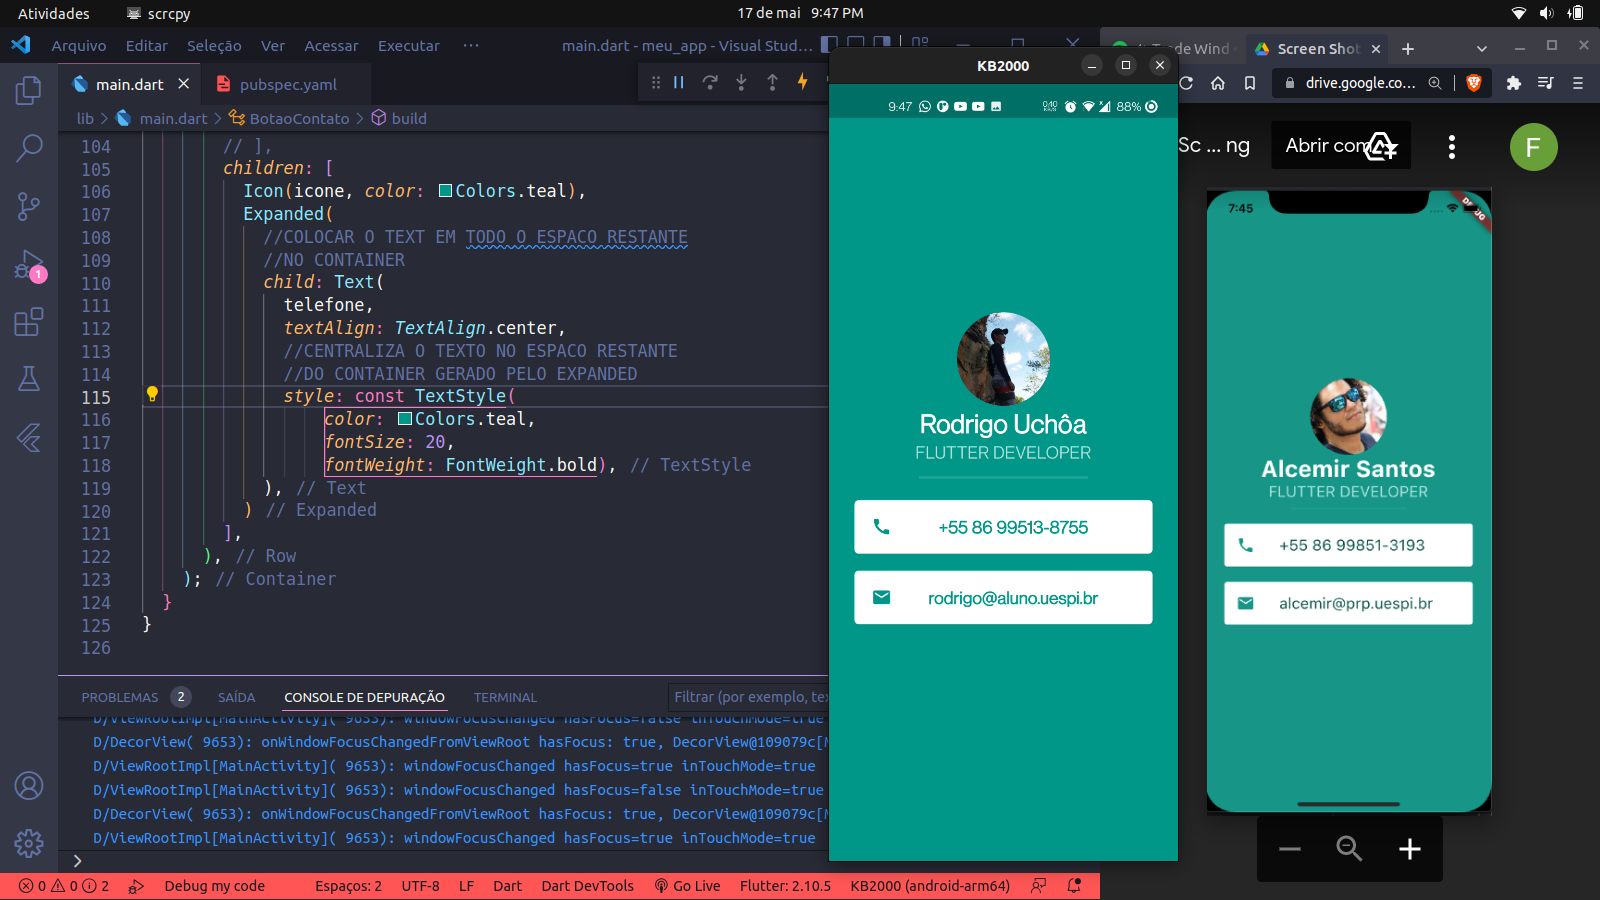 Atividades
scrcpy
17 de mai 9:47 PM
Arquivo Editar Seleção Ver Acessar Executar ···
main.dart - meu_app - Visual Stud...
main.dart
pubspec.yaml
lib > main.dart > BotaoContato > build
104 // ],
105 children: [
106 Icon(icone, color: Colors.teal),
107 Expanded(
108 //COLOCAR O TEXT EM TODO O ESPACO RESTANTE
109 //NO CONTAINER
110 child: Text(
111 telefone,
112 textAlign: TextAlign.center,
113 //CENTRALIZA O TEXTO NO ESPACO RESTANTE
114 //DO CONTAINER GERADO PELO EXPANDED
115 style: const TextStyle(
116 color: Colors.teal,
117 fontSize: 20,
118 fontWeight: FontWeight.bold), // TextStyle
119 ), // Text
120 ) // Expanded
121 ],
122 ), // Row
123 ); // Container
124 }
125 }
126
1
PROBLEMAS 2 SAÍDA CONSOLE DE DEPURAÇÃO TERMINAL
Filtrar (por exemplo, te
D/ViewRootImpl[MainActivity]( 9653): windowFocusChanged hasFocus=false inTouchMode=true
D/DecorView( 9653): onWindowFocusChangedFromViewRoot hasFocus: true, DecorView@109079c[
D/ViewRootImpl[MainActivity]( 9653): windowFocusChanged hasFocus=true inTouchMode=true
D/ViewRootImpl[MainActivity]( 9653): windowFocusChanged hasFocus=false inTouchMode=true
D/DecorView( 9653): onWindowFocusChangedFromViewRoot hasFocus: true, DecorView@109079c[
D/ViewRootImpl[MainActivity]( 9653): windowFocusChanged hasFocus=true inTouchMode=true
>
0 0 2 Debug my code
Espaços: 2 UTF-8 LF Dart Dart DevTools Go Live Flutter: 2.10.5 KB2000 (android-arm64)
KB2000
9:47
88%
Rodrigo Uchôa
FLUTTER DEVELOPER
+55 86 99513-8755
rodrigo@aluno.uespi.br
Trade Wind
Screen Shot
drive.google.co...
Sc ... ng
Abrir com
F
7:45
Alcemir Santos
FLUTTER DEVELOPER
+55 86 99851-3193
alcemir@prp.uespi.br